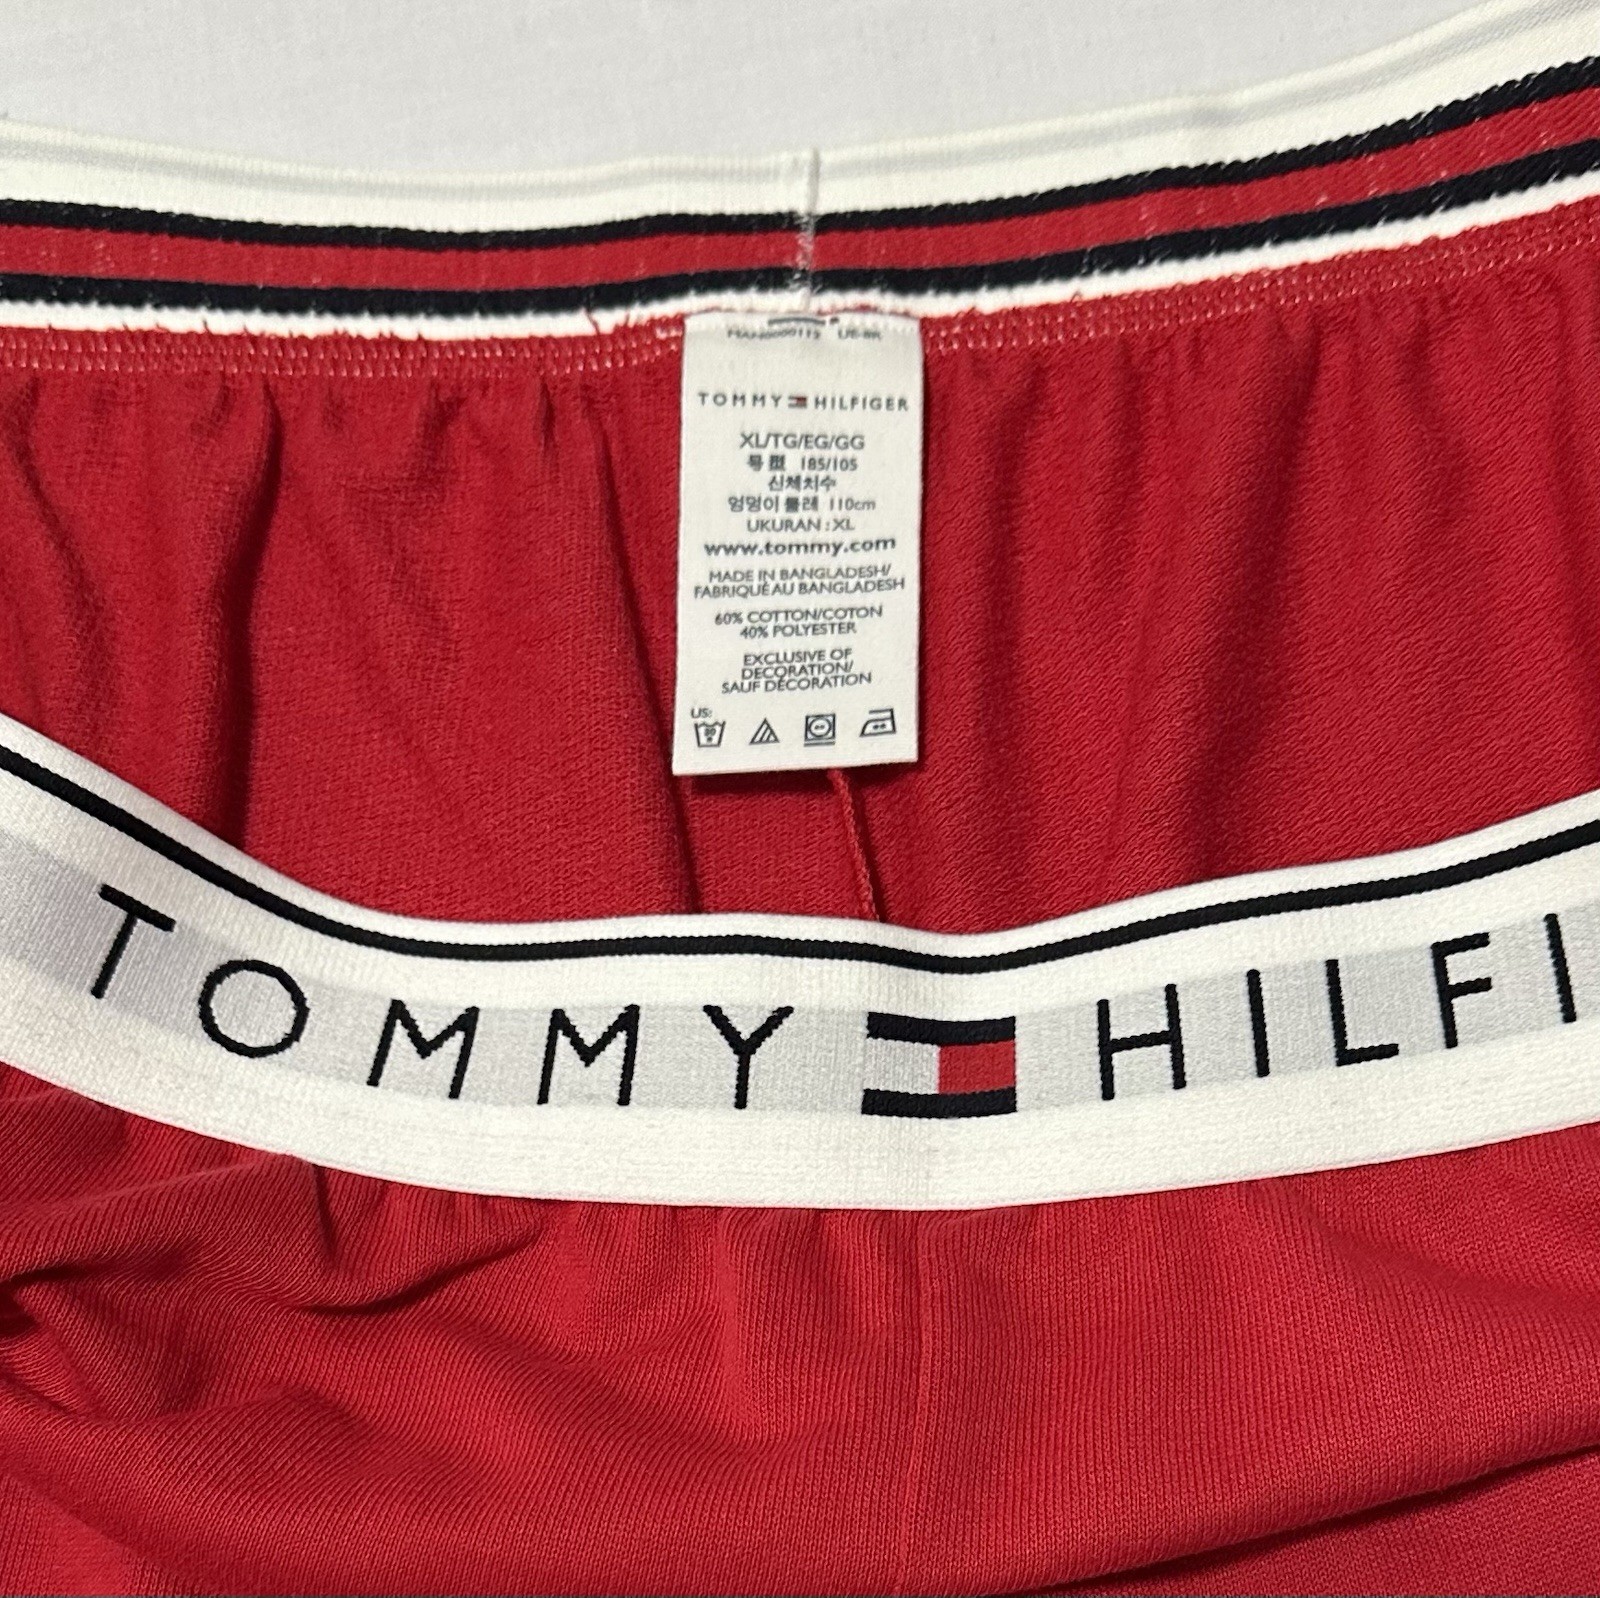 TOMMY HILFIGER
XL/TG/EG/GG
号型 185/105
신체치수
엉덩이 둘레 110cm
UKURAN : XL
www.tommy.com
MADE IN BANGLADESH/
FABRIQUÉ AU BANGLADESH
60% COTTON/COTON
40% POLYESTER
EXCLUSIVE OF
DECORATION/
SAUF DÉCORATION
US:
TOMMY HILFI